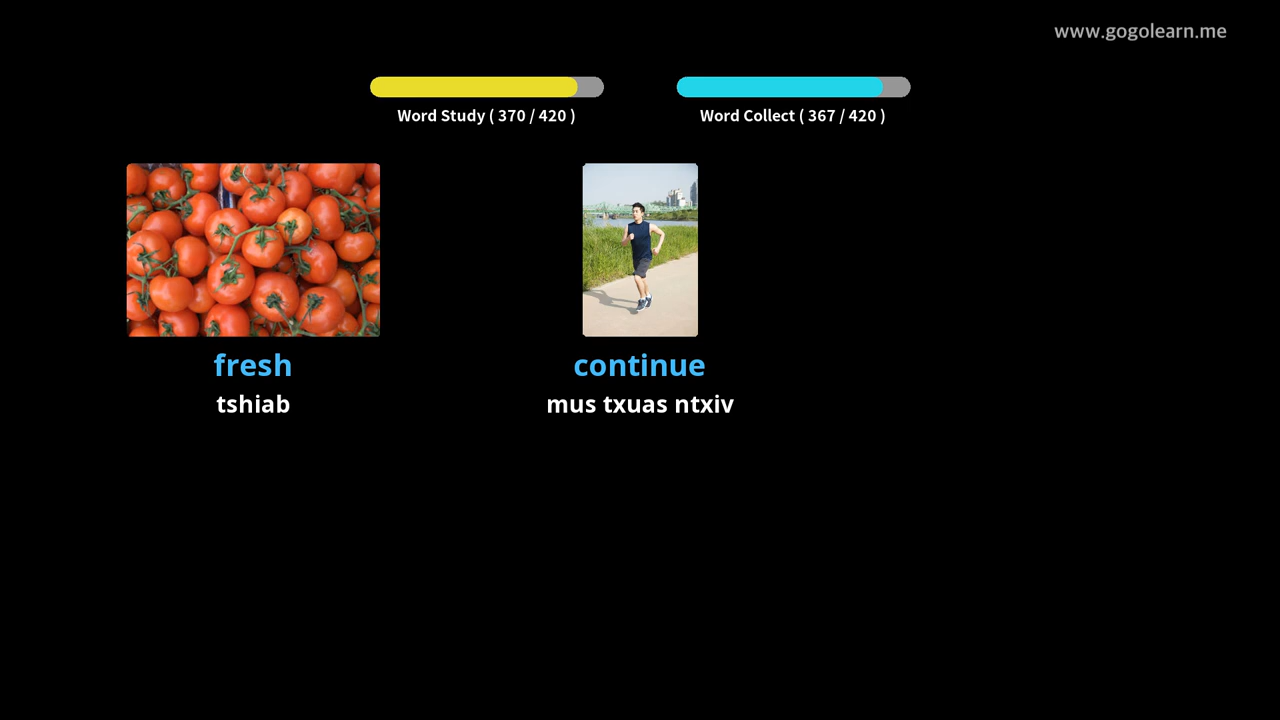 www.gogolearn.me
Word Study ( 370 / 420 )
Word Collect ( 367 / 420 )
fresh
tshiab
continue
mus txuas ntxiv